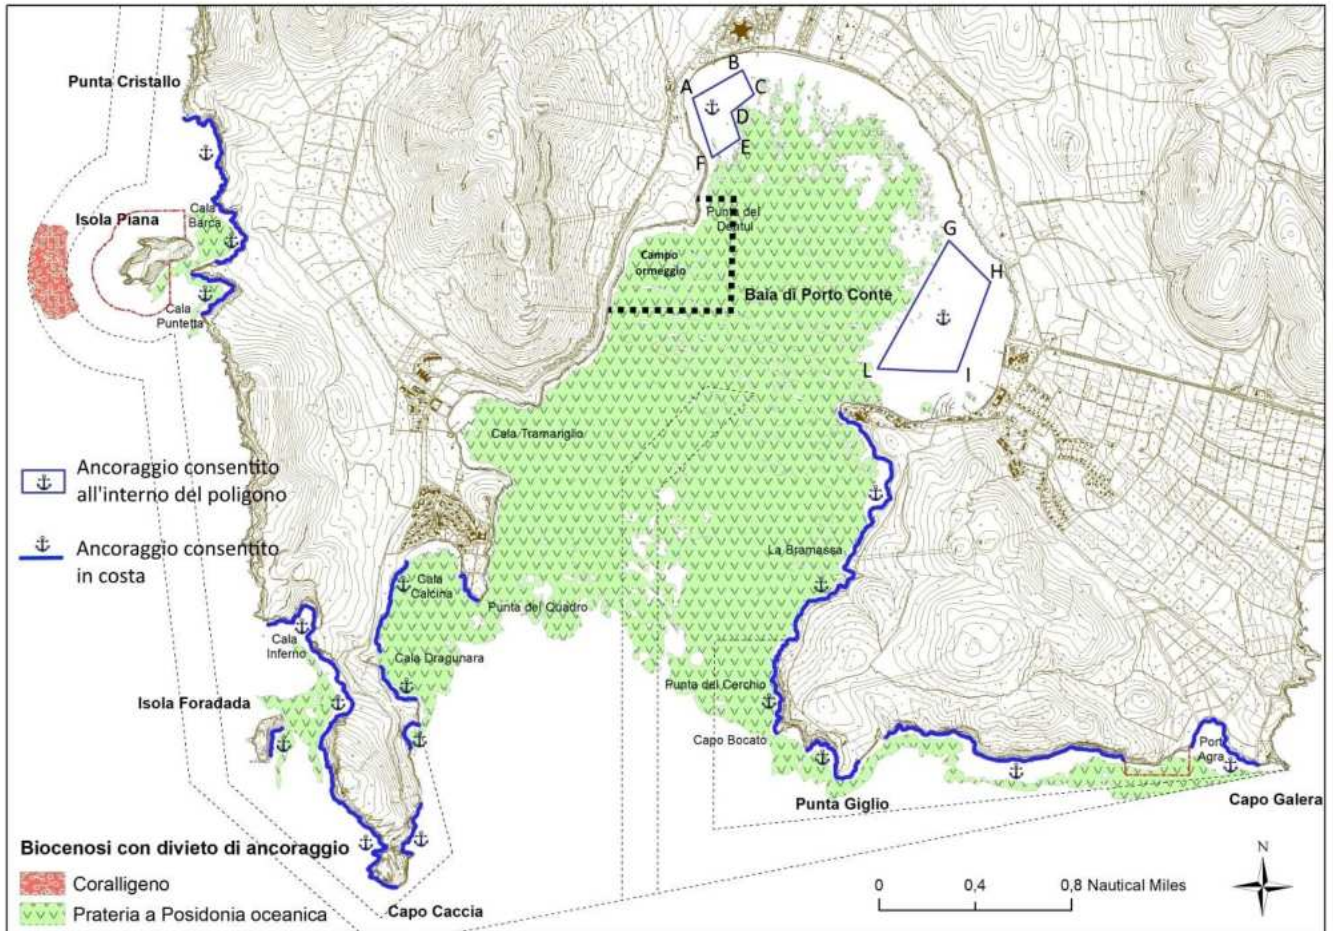 Punta Cristallo
B
A
C
D
E
F
Cala
Barca
Isola Piana
Punta del
Dentul
Campo
ormeggio
G
H
Baia di Porto Conte
Cala
Puntetta
L
I
Cala Tramariglio
Ancoraggio consentito
all'interno del poligono
Ancoraggio consentito
in costa
La Bramassa
Cala
Calcina
Punta del Quadro
Cala
Inferno
Cala Dragunara
Punta del Cerchio
Isola Foradada
Capo Bocato
Port
Agra
Punta Giglio
Capo Galera
Biocenosi con divieto di ancoraggio
Coralligeno
Prateria a Posidonia oceanica
Capo Caccia
N
0
0,4
0,8 Nautical Miles